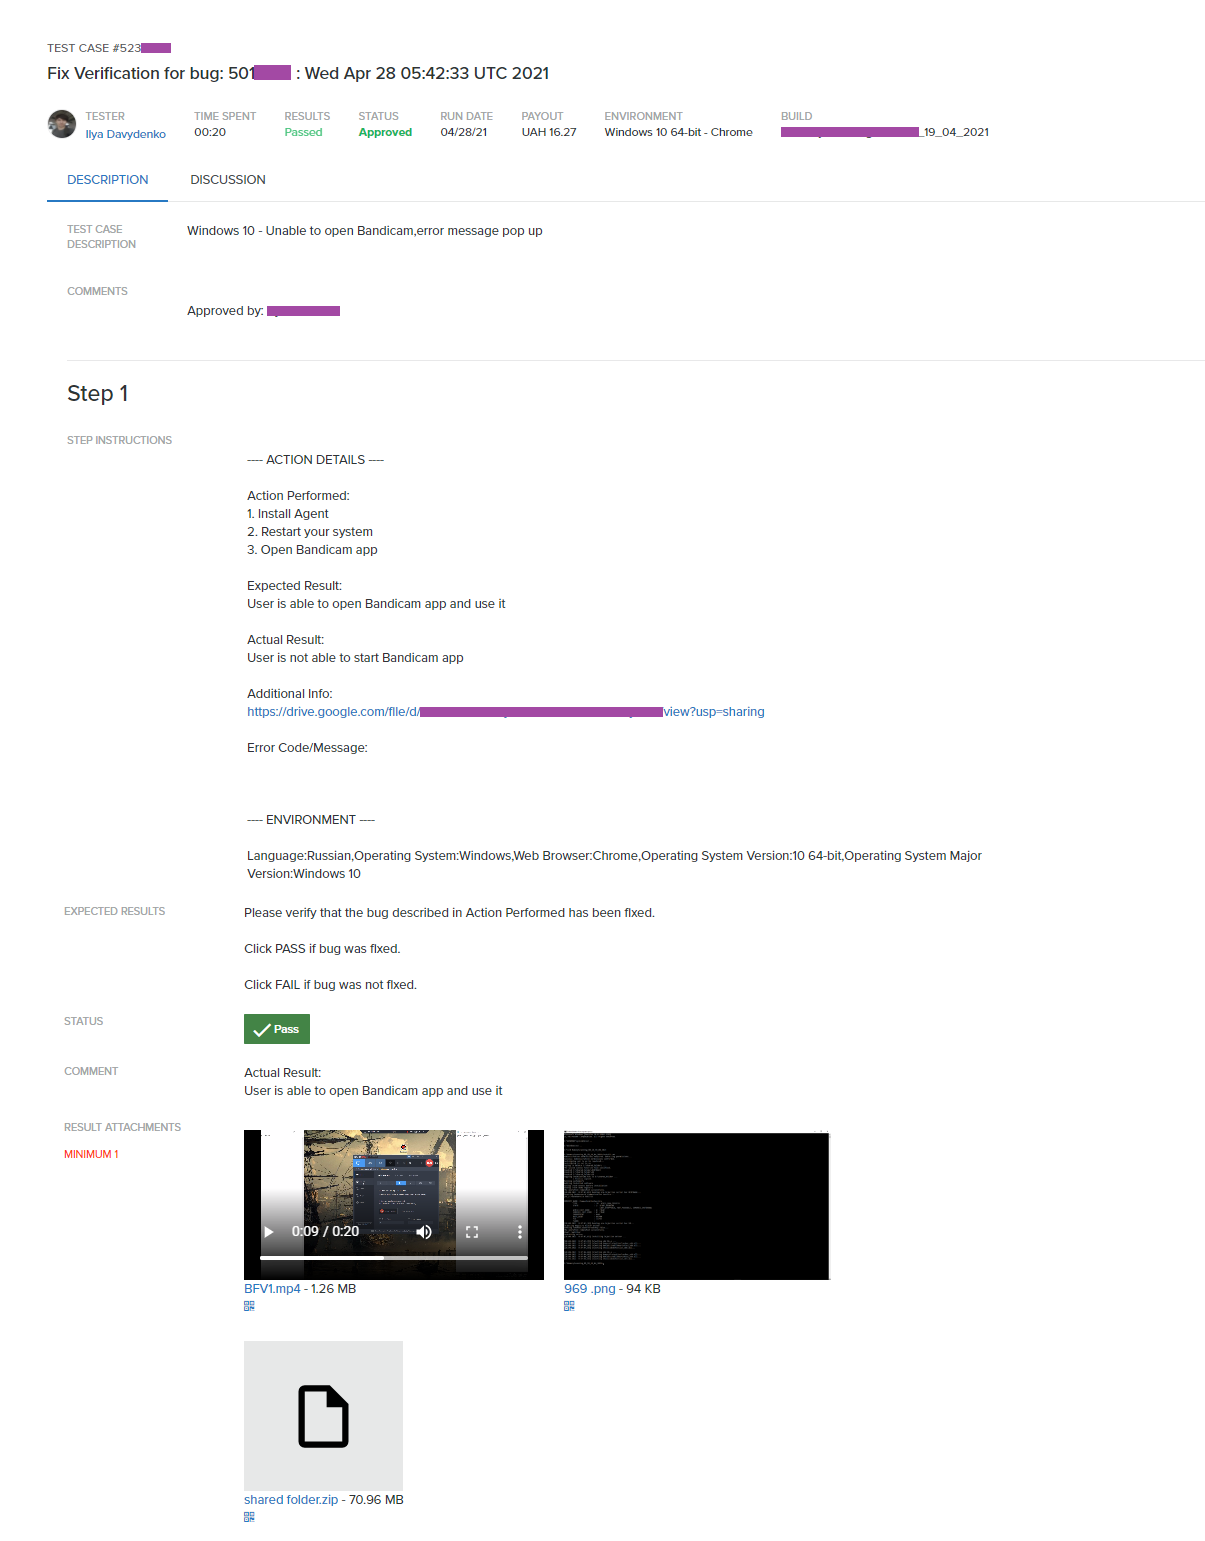 TEST CASE #523
Fix Verification for bug: 501 : Wed Apr 28 05:42:33 UTC 2021
TESTER
Ilya Davydenko
TIME SPENT
00:20
RESULTS
Passed
STATUS
Approved
RUN DATE
04/28/21
PAYOUT
UAH 16.27
ENVIRONMENT
Windows 10 64-bit - Chrome
BUILD
_19_04_2021
DESCRIPTION
DISCUSSION
TEST CASE
DESCRIPTION
Windows 10 - Unable to open Bandicam,error message pop up
COMMENTS
Approved by:
Step 1
STEP INSTRUCTIONS
---- ACTION DETAILS ----
Action Performed:
1. Install Agent
2. Restart your system
3. Open Bandicam app
Expected Result:
User is able to open Bandicam app and use it
Actual Result:
User is not able to start Bandicam app
Additional Info:
https://drive.google.com/file/d/ view?usp=sharing
Error Code/Message:
---- ENVIRONMENT ----
Language:Russian,Operating System:Windows,Web Browser:Chrome,Operating System Version:10 64-bit,Operating System Major
Version:Windows 10
EXPECTED RESULTS
Please verify that the bug described in Action Performed has been fixed.
Click PASS if bug was fixed.
Click FAIL if bug was not fixed.
STATUS
Pass
COMMENT
Actual Result:
User is able to open Bandicam app and use it
RESULT ATTACHMENTS
MINIMUM 1
0:09 / 0:20
BFV1.mp4 - 1.26 MB
969 .png - 94 KB
shared folder.zip - 70.96 MB